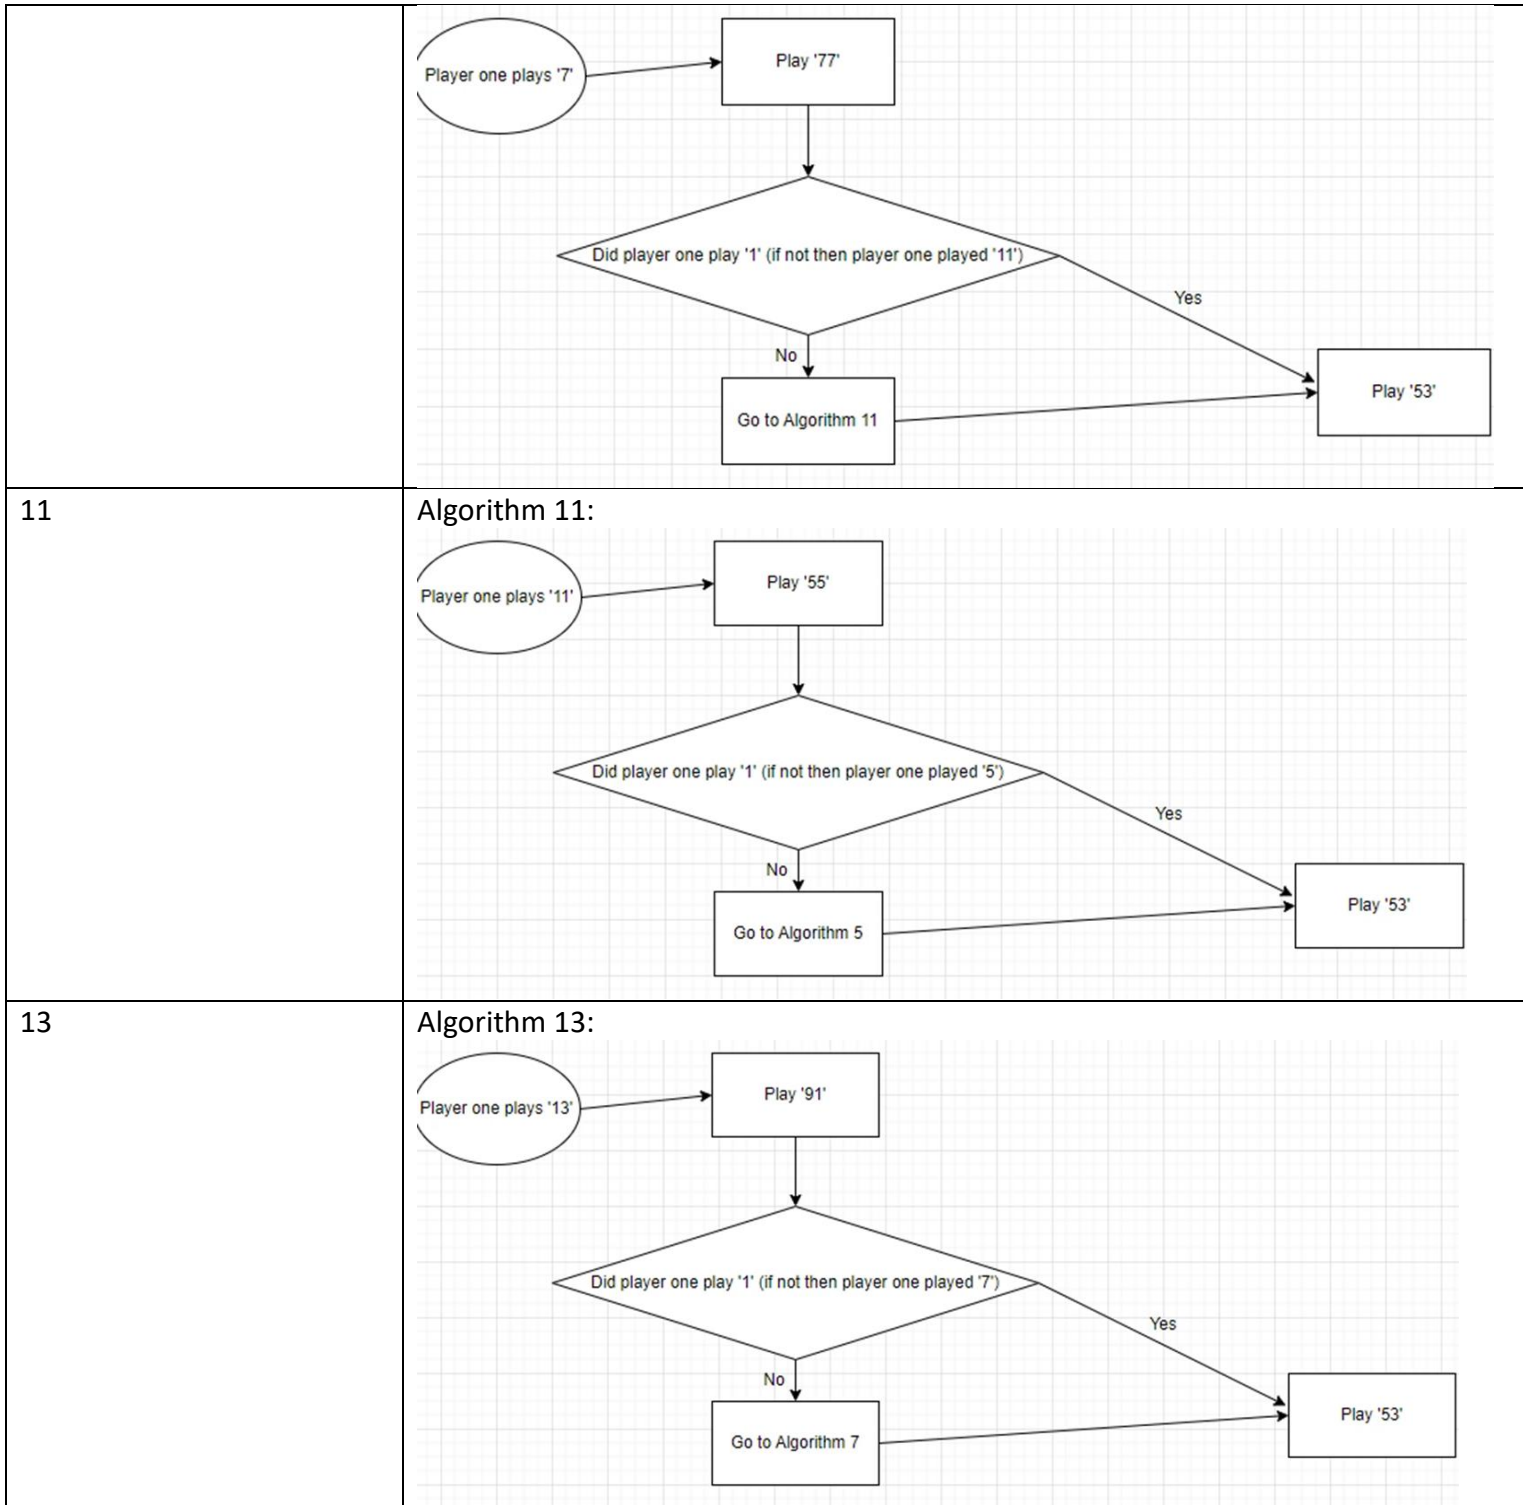 Player one plays '7'
Play '77'
Did player one play '1' (if not then player one played '11')
Yes
No
Go to Algorithm 11
Play '53'
11
Algorithm 11:
Player one plays '11'
Play '55'
Did player one play '1' (if not then player one played '5')
Yes
No
Go to Algorithm 5
Play '53'
13
Algorithm 13:
Player one plays '13'
Play '91'
Did player one play '1' (if not then player one played '7')
Yes
No
Go to Algorithm 7
Play '53'